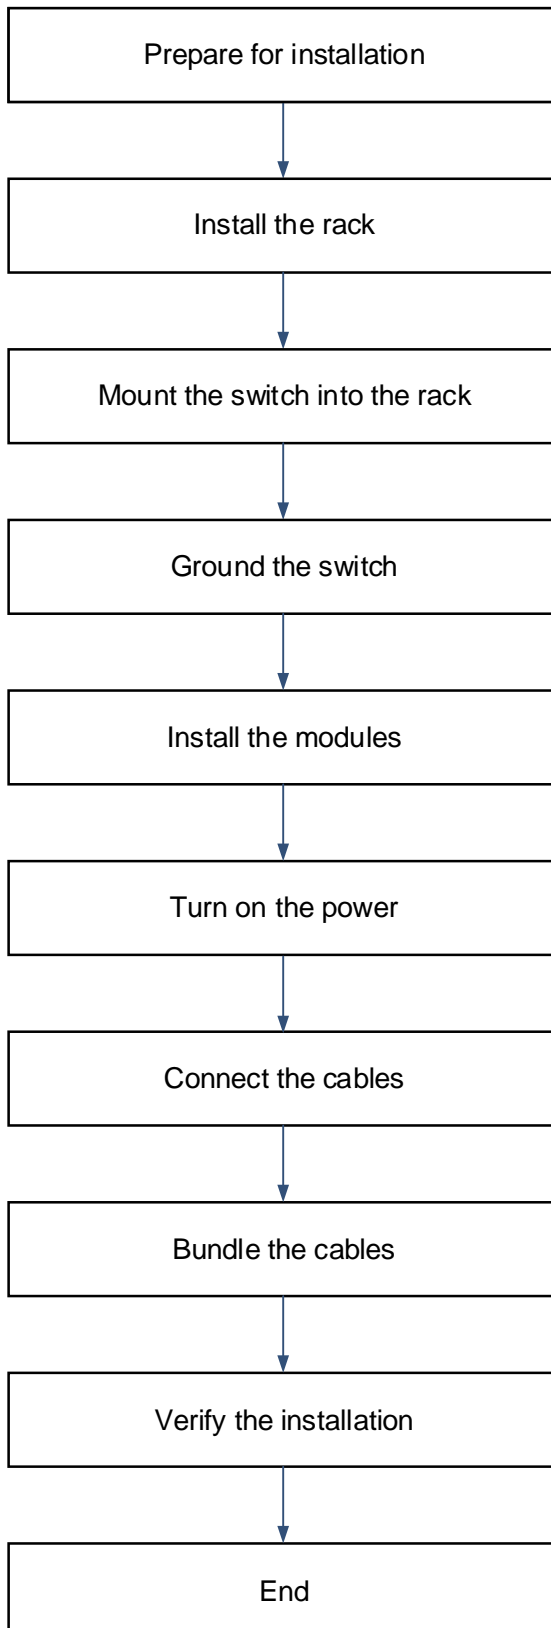 Prepare for installation
Install the rack
Mount the switch into the rack
Ground the switch
Install the modules
Turn on the power
Connect the cables
Bundle the cables
Verify the installation
End